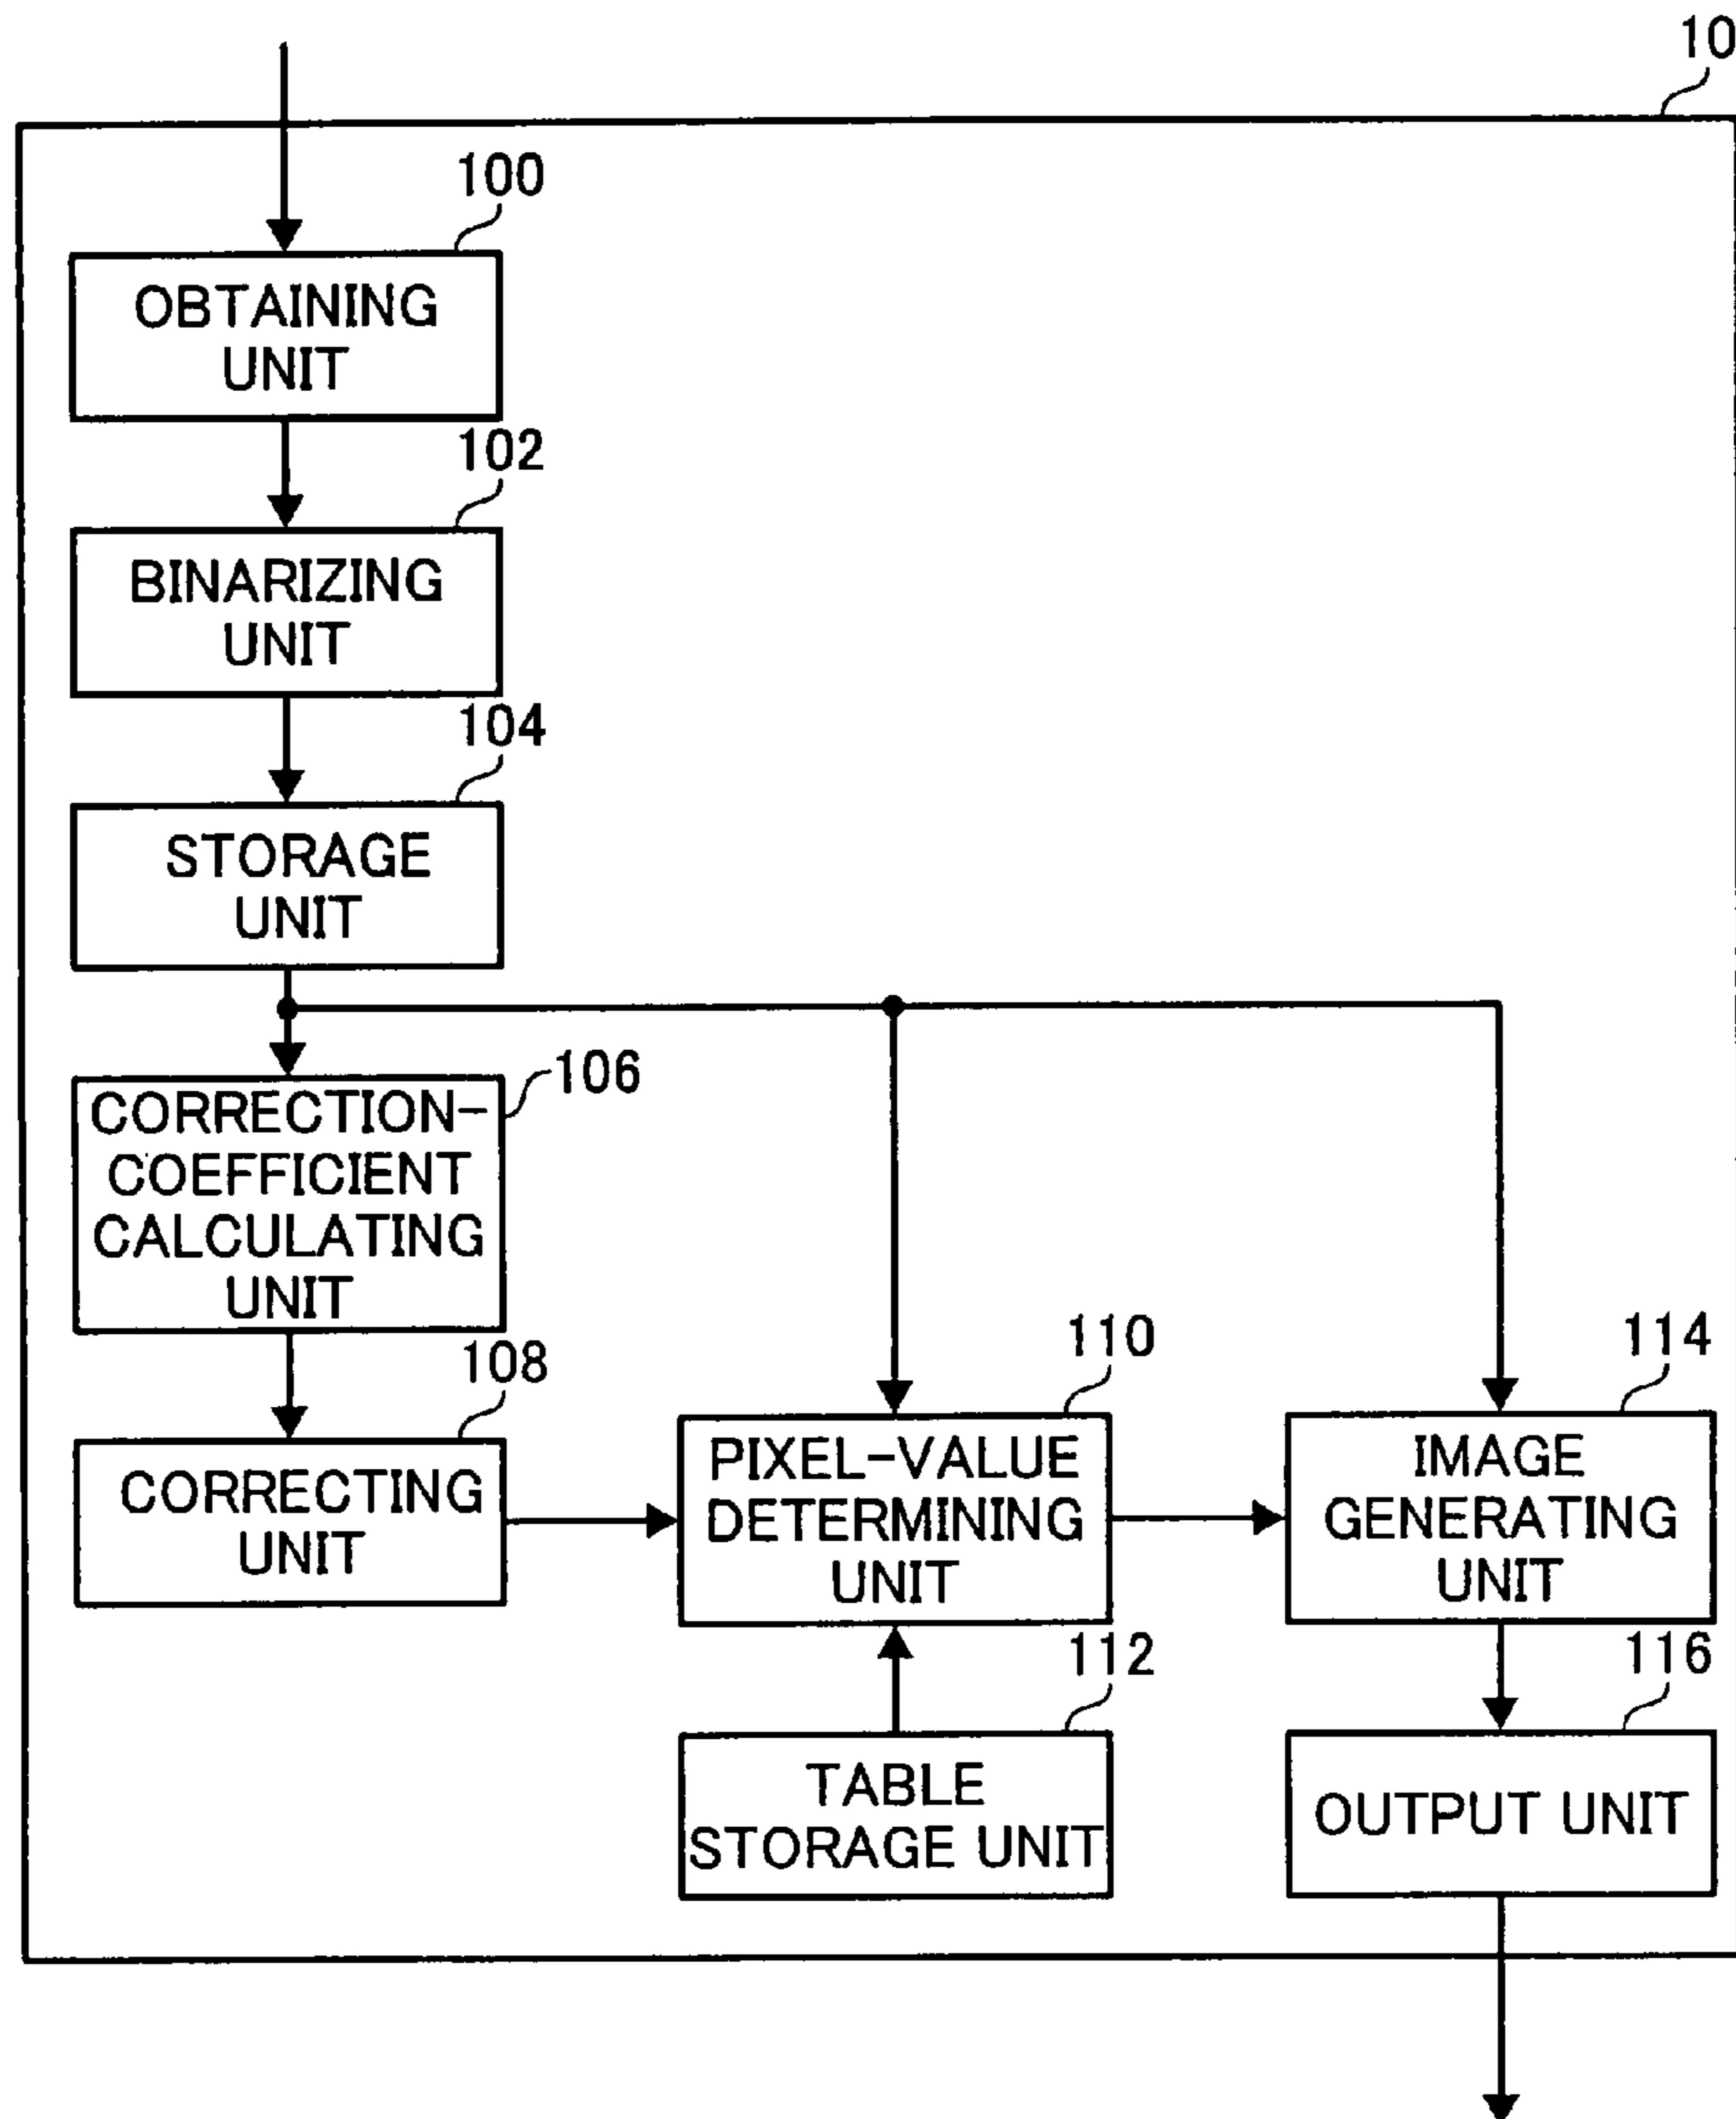 10
100
OBTAINING
UNIT
102
BINARIZING
UNIT
104
STORAGE
UNIT
106
CORRECTION-
COEFFICIENT
CALCULATING
UNIT
108
CORRECTING
UNIT
110
PIXEL-VALUE
DETERMINING
UNIT
114
IMAGE
GENERATING
UNIT
112
TABLE
STORAGE UNIT
116
OUTPUT UNIT